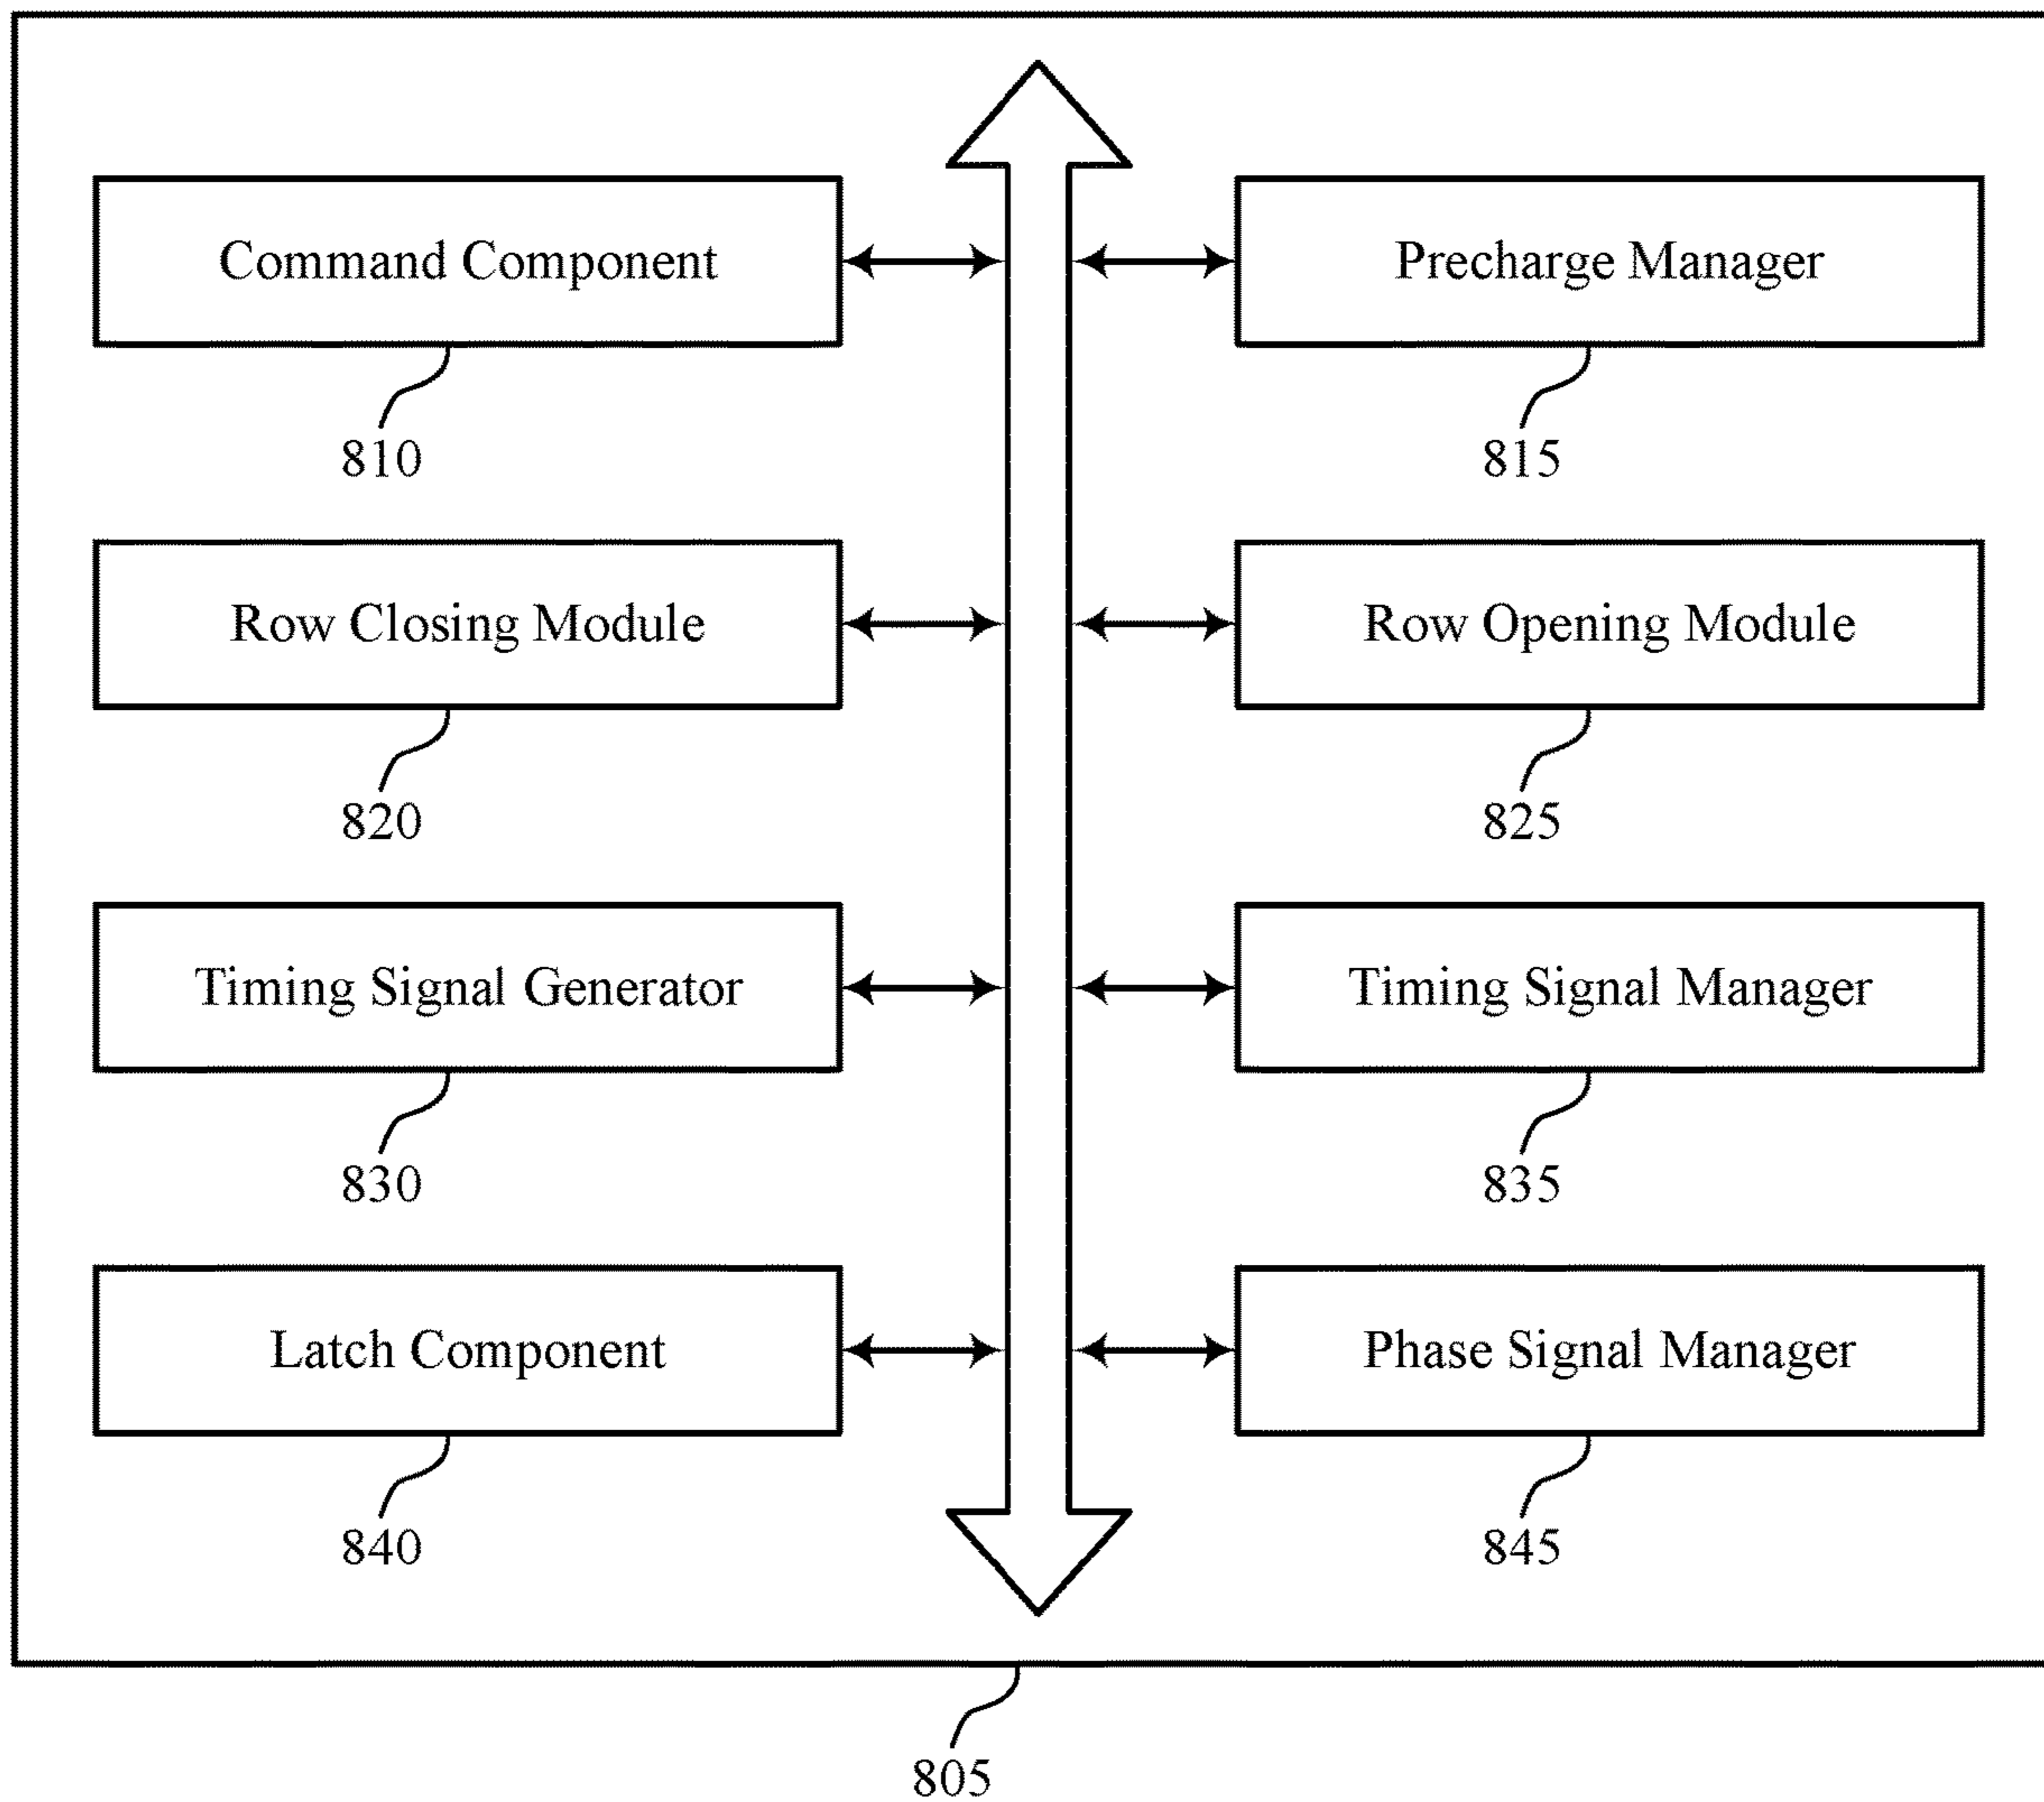 Command Component
Precharge Manager
810
815
Row Closing Module
Row Opening Module
820
825
Timing Signal Generator
Timing Signal Manager
830
835
Latch Component
Phase Signal Manager
840
845
805